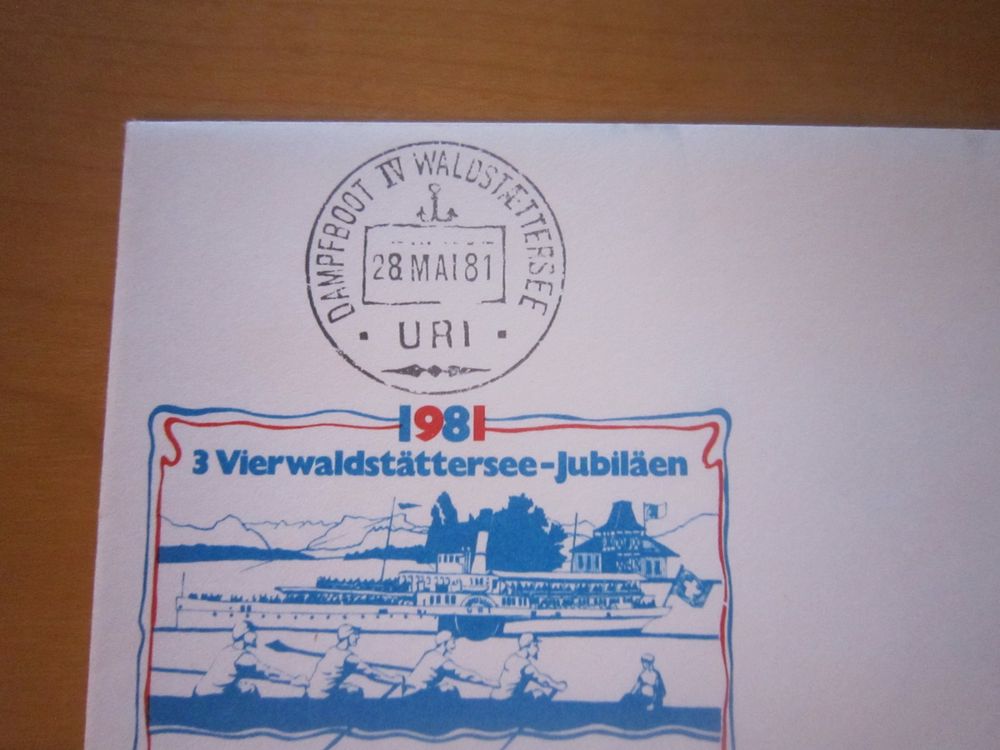 DAMPFBOOT IV WALDSTÆTTERSEE
28 MAI 81
URI
1981
3 Vierwaldstättersee-Jubiläen